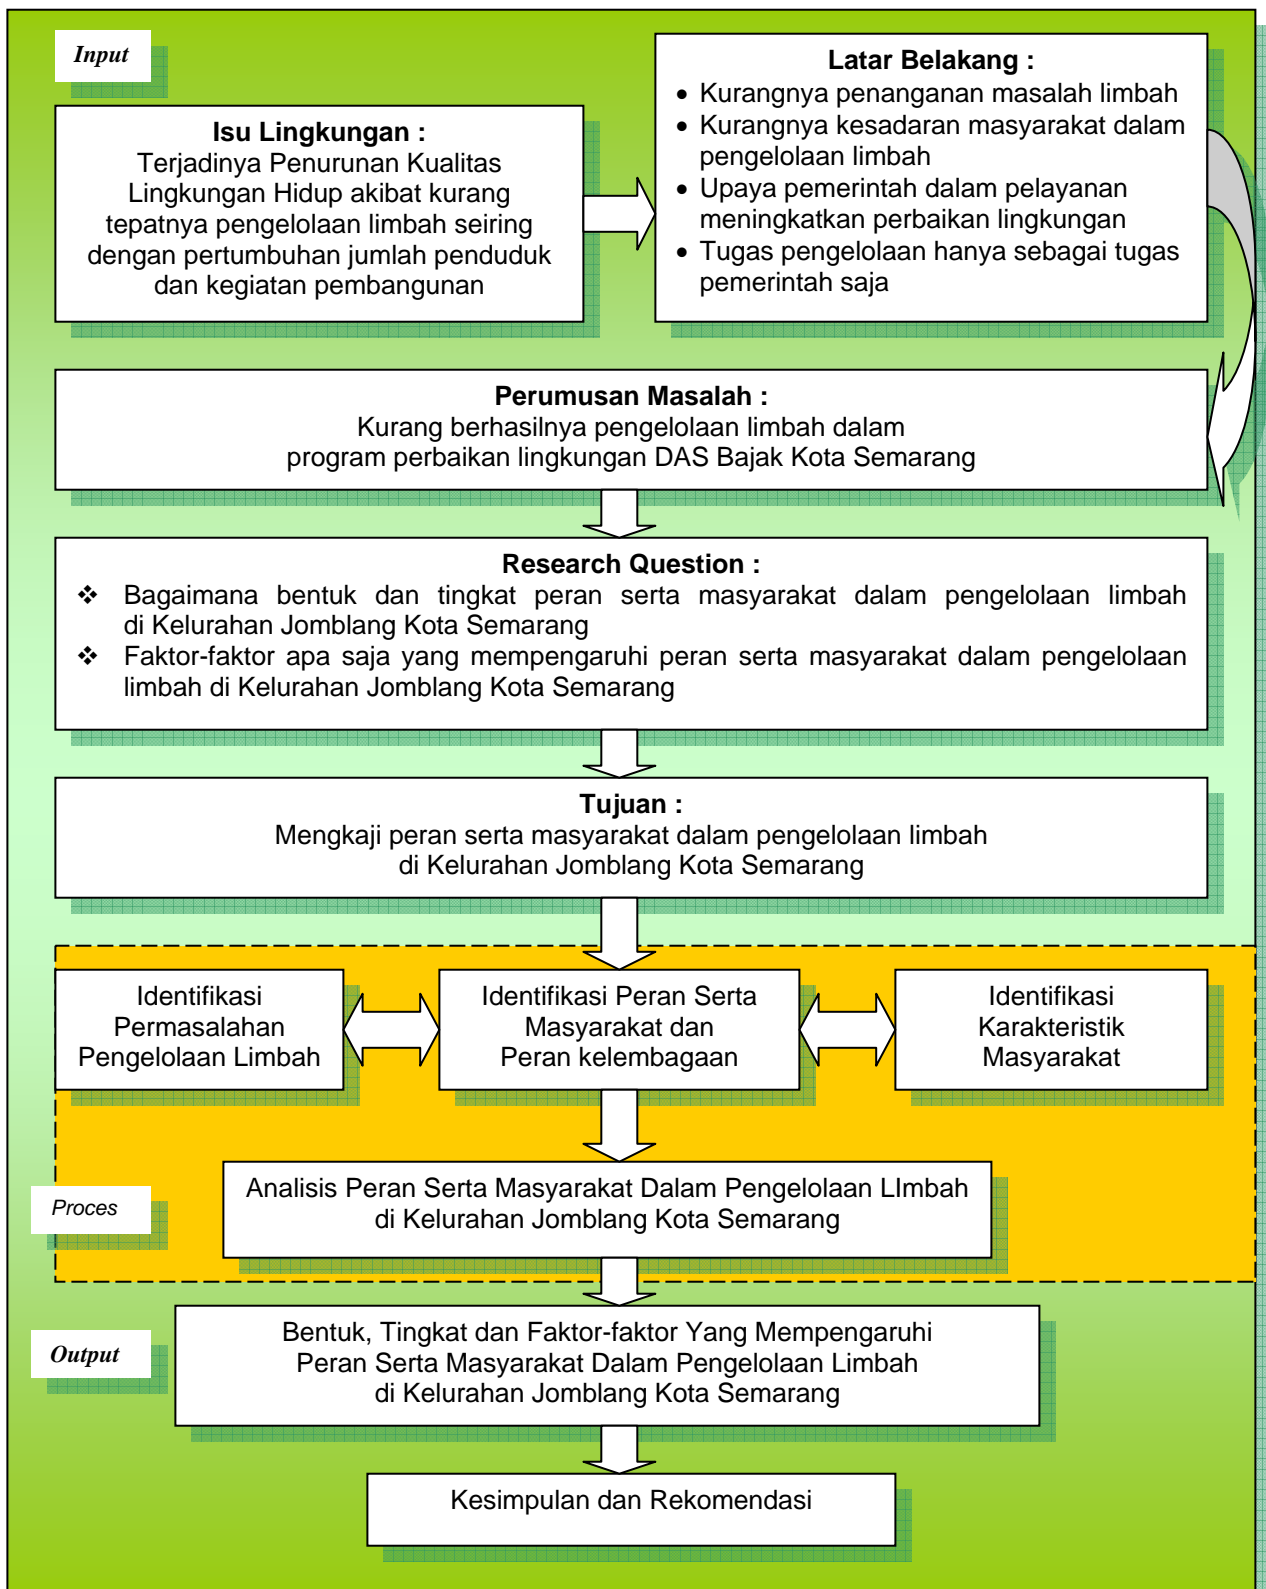 Input
Isu Lingkungan :
Terjadinya Penurunan Kualitas
Lingkungan Hidup akibat kurang
tepatnya pengelolaan limbah seiring
dengan pertumbuhan jumlah penduduk
dan kegiatan pembangunan
Latar Belakang :
• Kurangnya penanganan masalah limbah
• Kurangnya kesadaran masyarakat dalam
pengelolaan limbah
• Upaya pemerintah dalam pelayanan
meningkatkan perbaikan lingkungan
• Tugas pengelolaan hanya sebagai tugas
pemerintah saja
Perumusan Masalah :
Kurang berhasilnya pengelolaan limbah dalam
program perbaikan lingkungan DAS Bajak Kota Semarang
Research Question :
❖ Bagaimana bentuk dan tingkat peran serta masyarakat dalam pengelolaan limbah
di Kelurahan Jomblang Kota Semarang
❖ Faktor-faktor apa saja yang mempengaruhi peran serta masyarakat dalam pengelolaan
limbah di Kelurahan Jomblang Kota Semarang
Tujuan :
Mengkaji peran serta masyarakat dalam pengelolaan limbah
di Kelurahan Jomblang Kota Semarang
Identifikasi
Permasalahan
Pengelolaan Limbah
Identifikasi Peran Serta
Masyarakat dan
Peran kelembagaan
Identifikasi
Karakteristik
Masyarakat
Proces
Analisis Peran Serta Masyarakat Dalam Pengelolaan LImbah
di Kelurahan Jomblang Kota Semarang
Output
Bentuk, Tingkat dan Faktor-faktor Yang Mempengaruhi
Peran Serta Masyarakat Dalam Pengelolaan Limbah
di Kelurahan Jomblang Kota Semarang
Kesimpulan dan Rekomendasi